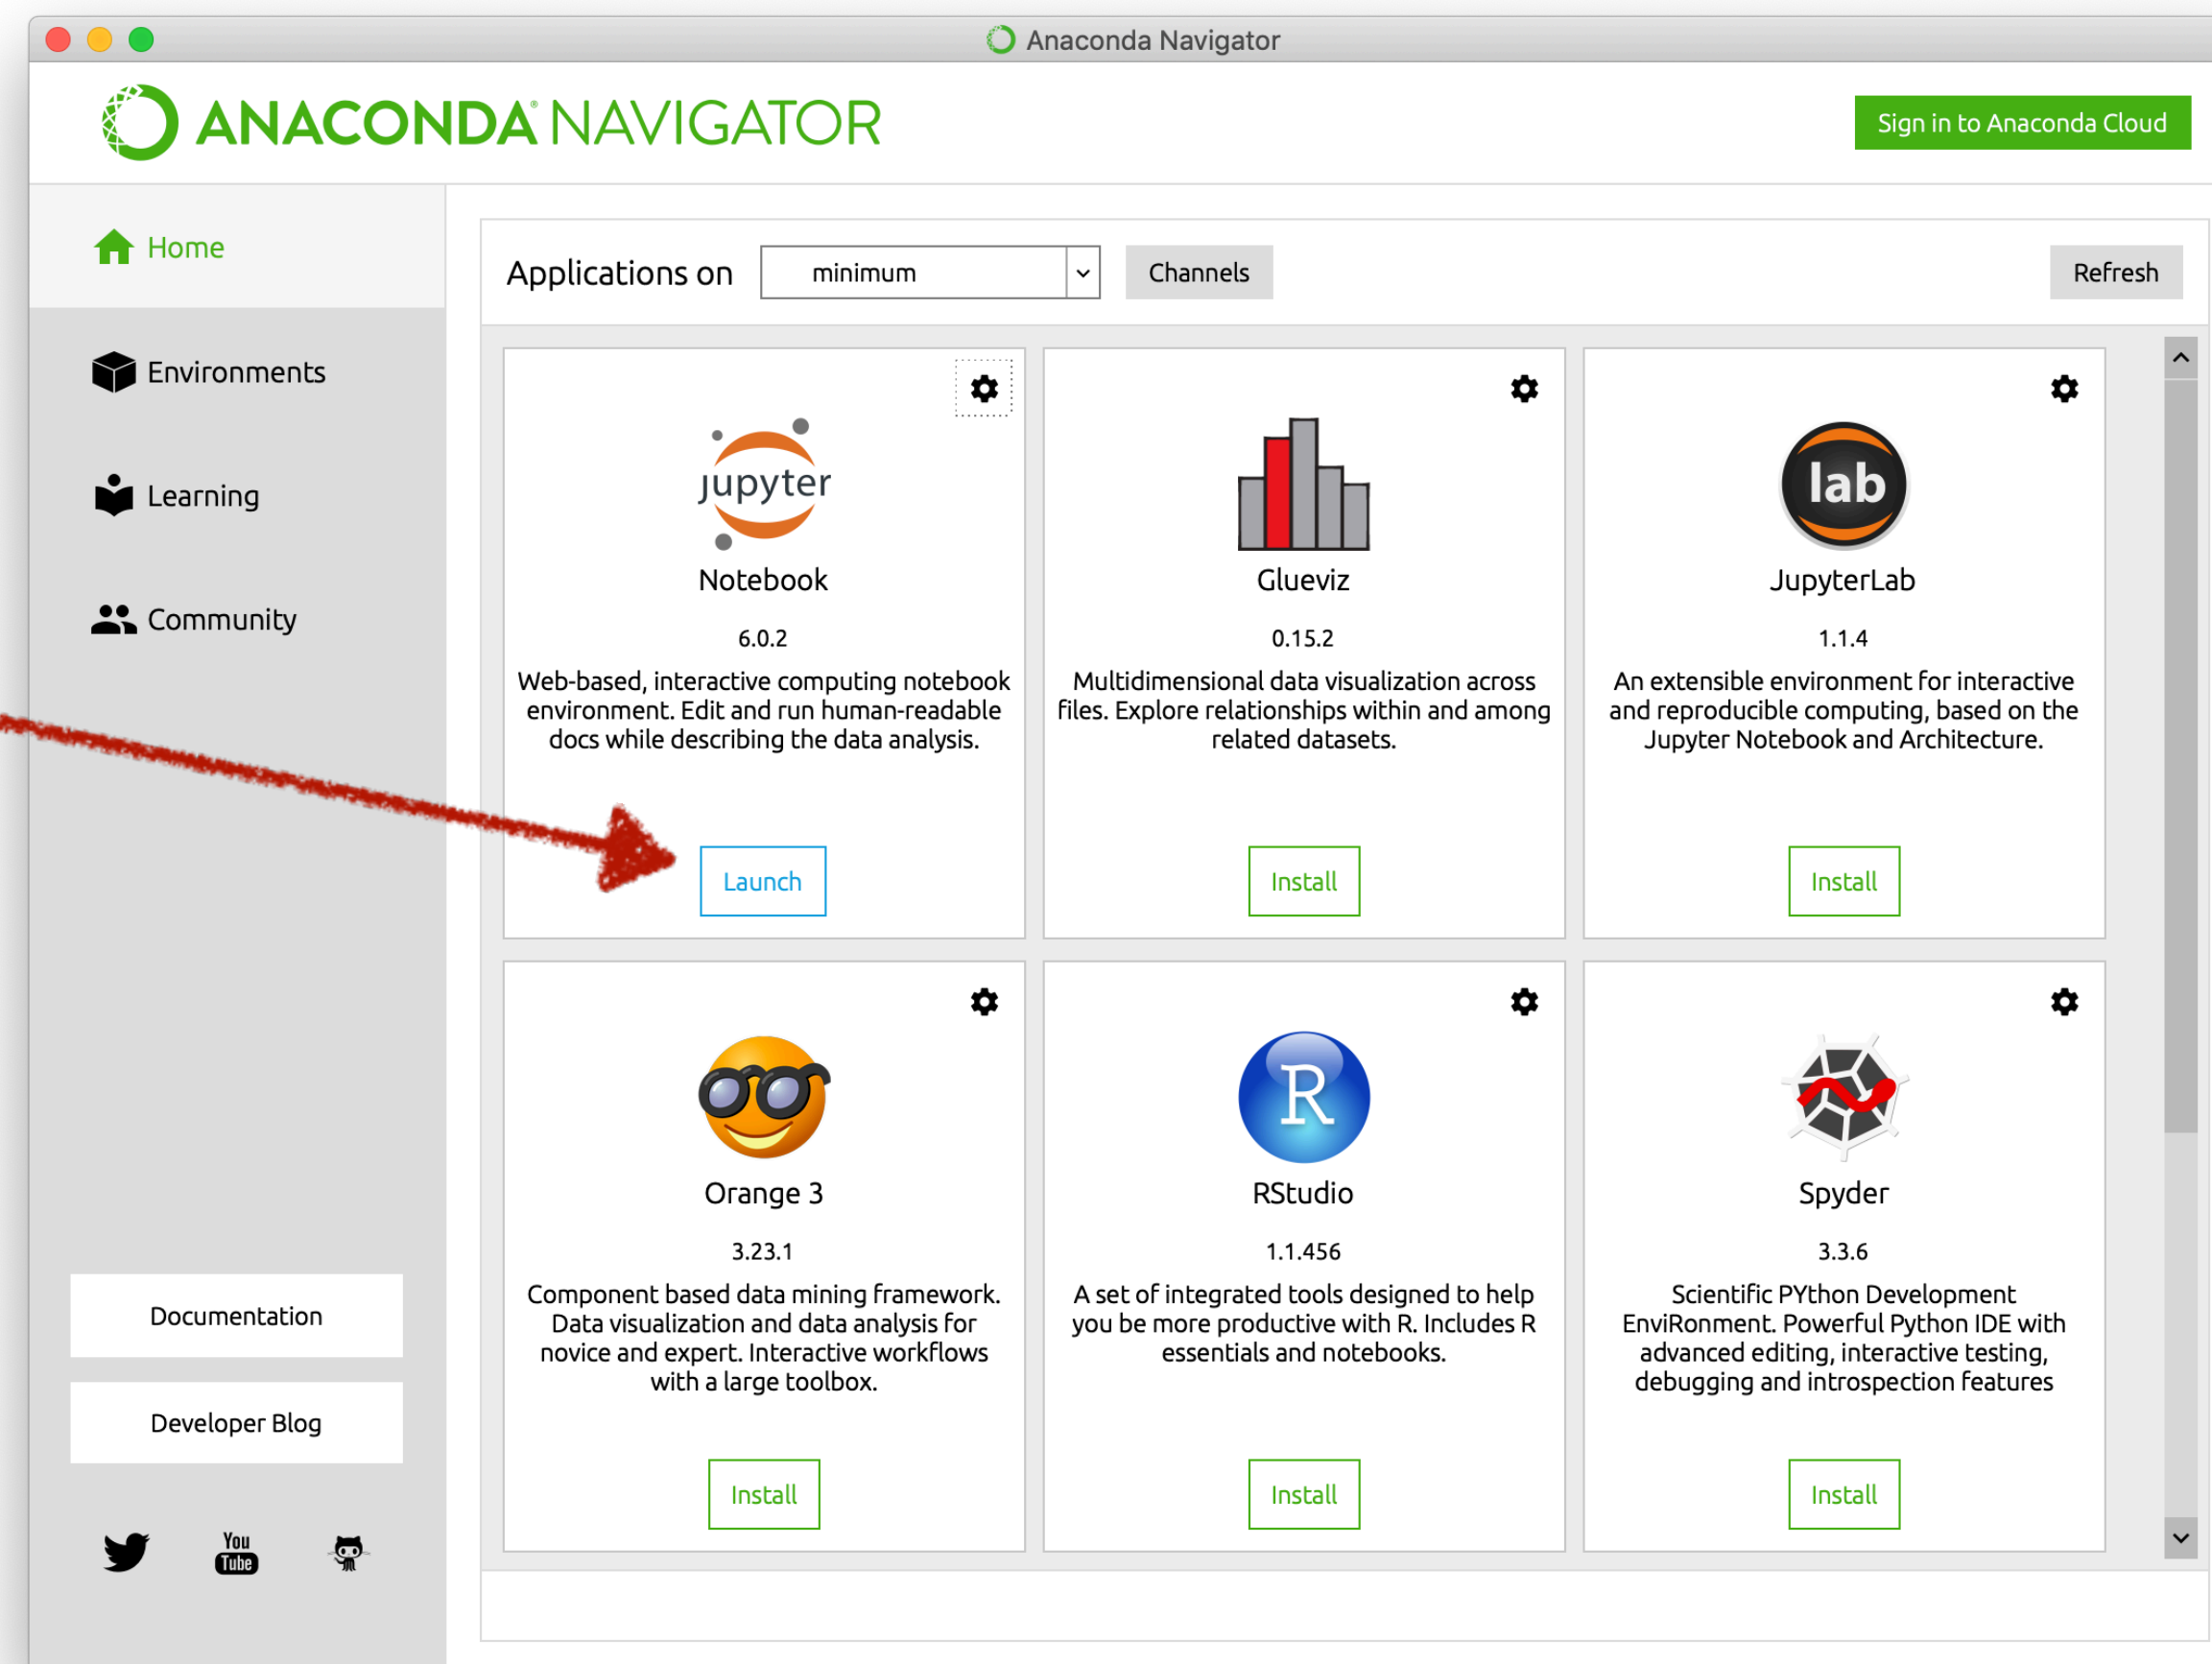 Anaconda Navigator
ANACONDA® NAVIGATOR
Sign in to Anaconda Cloud
Home
Environments
Learning
Community
Documentation
Developer Blog
You
Tube
Applications on
minimum
Channels
Refresh
jupyter
Notebook
6.0.2
Web-based, interactive computing notebook
environment. Edit and run human-readable
docs while describing the data analysis.
Launch
Glueviz
0.15.2
Multidimensional data visualization across
files. Explore relationships within and among
related datasets.
Install
lab
JupyterLab
1.1.4
An extensible environment for interactive
and reproducible computing, based on the
Jupyter Notebook and Architecture.
Install
Orange 3
3.23.1
Component based data mining framework.
Data visualization and data analysis for
novice and expert. Interactive workflows
with a large toolbox.
Install
R
RStudio
1.1.456
A set of integrated tools designed to help
you be more productive with R. Includes R
essentials and notebooks.
Install
Spyder
3.3.6
Scientific PYthon Development
EnviRonment. Powerful Python IDE with
advanced editing, interactive testing,
debugging and introspection features
Install